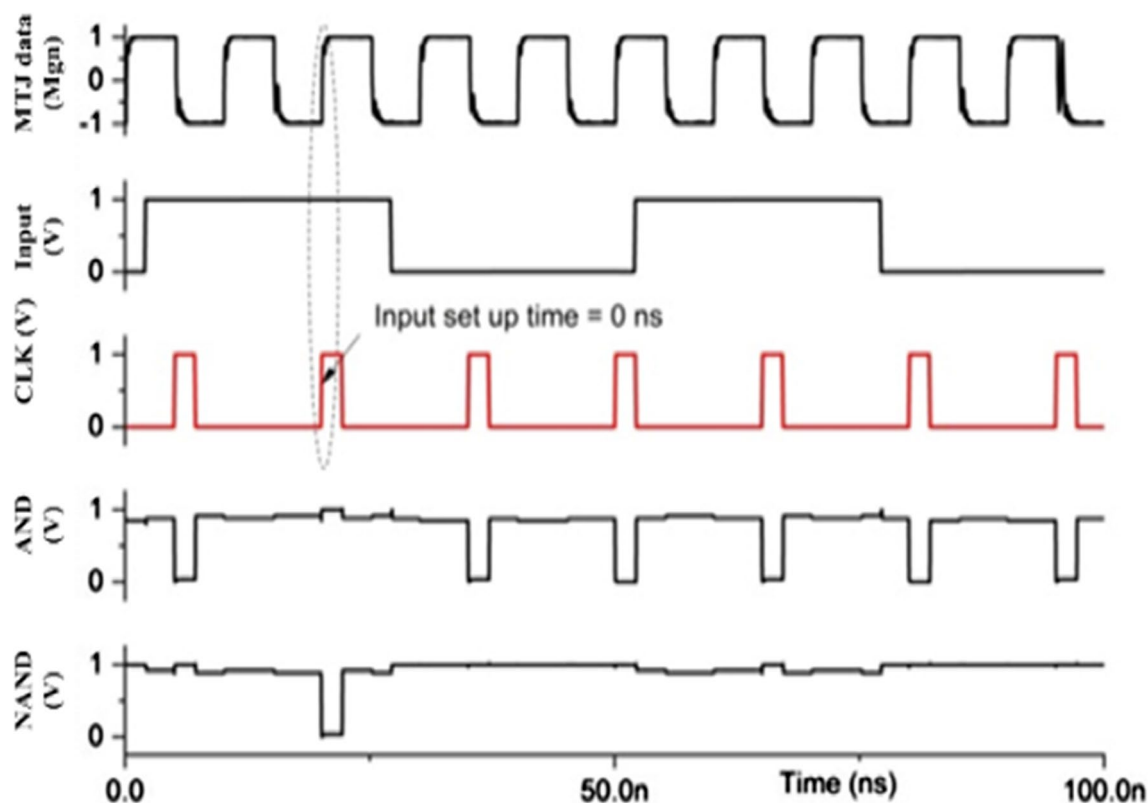 MTJ data
(Mgn)
1
0
-1
Input
(V)
1
0
Input set up time = 0 ns
CLK (V)
1
0
AND
(V)
1
0
NAND
(V)
1
0
0.0
50.0n
Time (ns)
100.0n